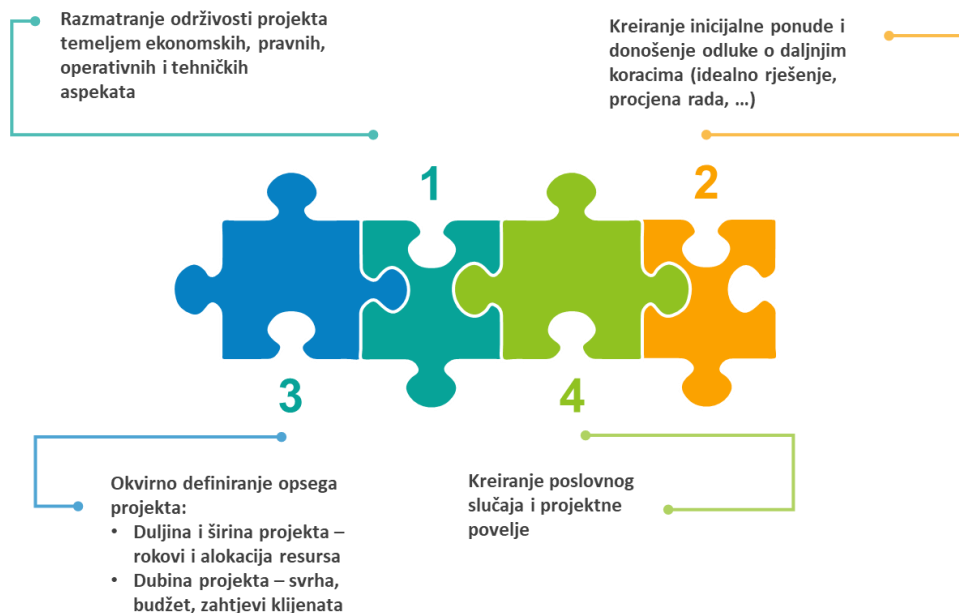 Razmatranje održivosti projekta
temeljem ekonomskih, pravnih,
operativnih i tehničkih
aspekata
Kreiranje inicijalne ponude i
donošenje odluke o daljnjim
koracima (idealno rješenje,
procjena rada, ...)
1
2
3
4
Okvirno definiranje opsega
projekta:
• Duljina i širina projekta –
rokovi i alokacija resursa
• Dubina projekta – svrha,
budžet, zahtjevi klijenata
Kreiranje poslovnog
slučaja i projektne
povelje